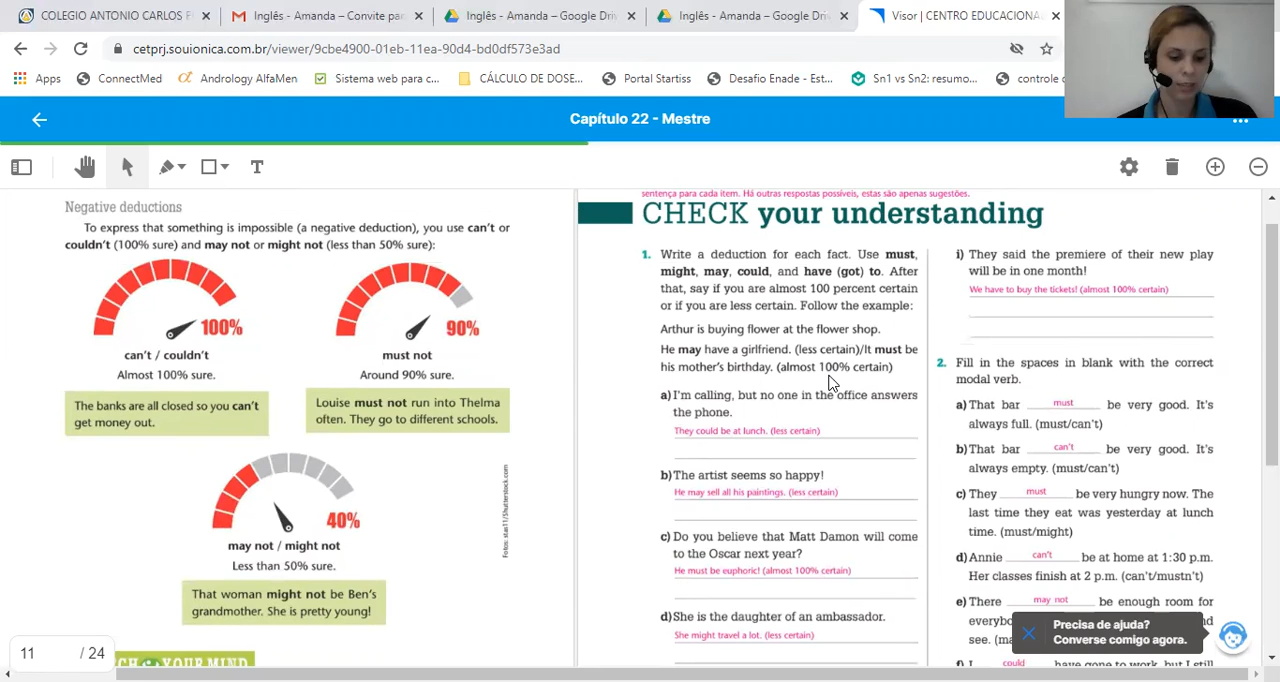 COLEGIO ANTONIO CARLOS F
Inglês - Amanda – Convite par
Inglês - Amanda – Google Driv
Inglês - Amanda – Google Driv
Visor | CENTRO EDUCACIONA
cetprj.souionica.com.br/viewer/9cbe4900-01eb-11ea-90d4-bd0df573e3ad
Apps
ConnectMed
Andrology AlfaMen
Sistema web para c...
CÁLCULO DE DOSE...
Portal Startiss
Desafio Enade - Est...
Sn1 vs Sn2: resumo...
controle d
Capítulo 22 - Mestre
T
Negative deductions
To express that something is impossible (a negative deduction), you use can't or
couldn't (100% sure) and may not or might not (less than 50% sure):
100%
can't / couldn't
Almost 100% sure.
The banks are all closed so you can't
get money out.
90%
must not
Around 90% sure.
Louise must not run into Thelma
often. They go to different schools.
40%
may not / might not
Less than 50% sure.
That woman might not be Ben's
grandmother. She is pretty young!
Fotos: stas11/Shutterstock.com
YOUR MIND
11 / 24
sentença para cada item. Há outras respostas possíveis, estas são apenas sugestões.
CHECK your understanding
1. Write a deduction for each fact. Use must,
might, may, could, and have (got) to. After
that, say if you are almost 100 percent certain
or if you are less certain. Follow the example:
Arthur is buying flower at the flower shop.
He may have a girlfriend. (less certain)/It must be
his mother's birthday. (almost 100% certain)
a) I'm calling, but no one in the office answers
the phone.
They could be at lunch. (less certain)
b) The artist seems so happy!
He may sell all his paintings. (less certain)
c) Do you believe that Matt Damon will come
to the Oscar next year?
He must be euphoric! (almost 100% certain)
d) She is the daughter of an ambassador.
She might travel a lot. (less certain)
i) They said the premiere of their new play
will be in one month!
We have to buy the tickets! (almost 100% certain)
2. Fill in the spaces in blank with the correct
modal verb.
a) That bar must be very good. It's
always full. (must/can't)
b) That bar can't be very good. It's
always empty. (must/can't)
c) They must be very hungry now. The
last time they eat was yesterday at lunch
time. (must/might)
d) Annie can't be at home at 1:30 p.m.
Her classes finish at 2 p.m. (can't/mustn't)
e) There may not be enough room for
everybo
see. (m
f) I could have gone to work, but I still
Precisa de ajuda?
Converse comigo agora.